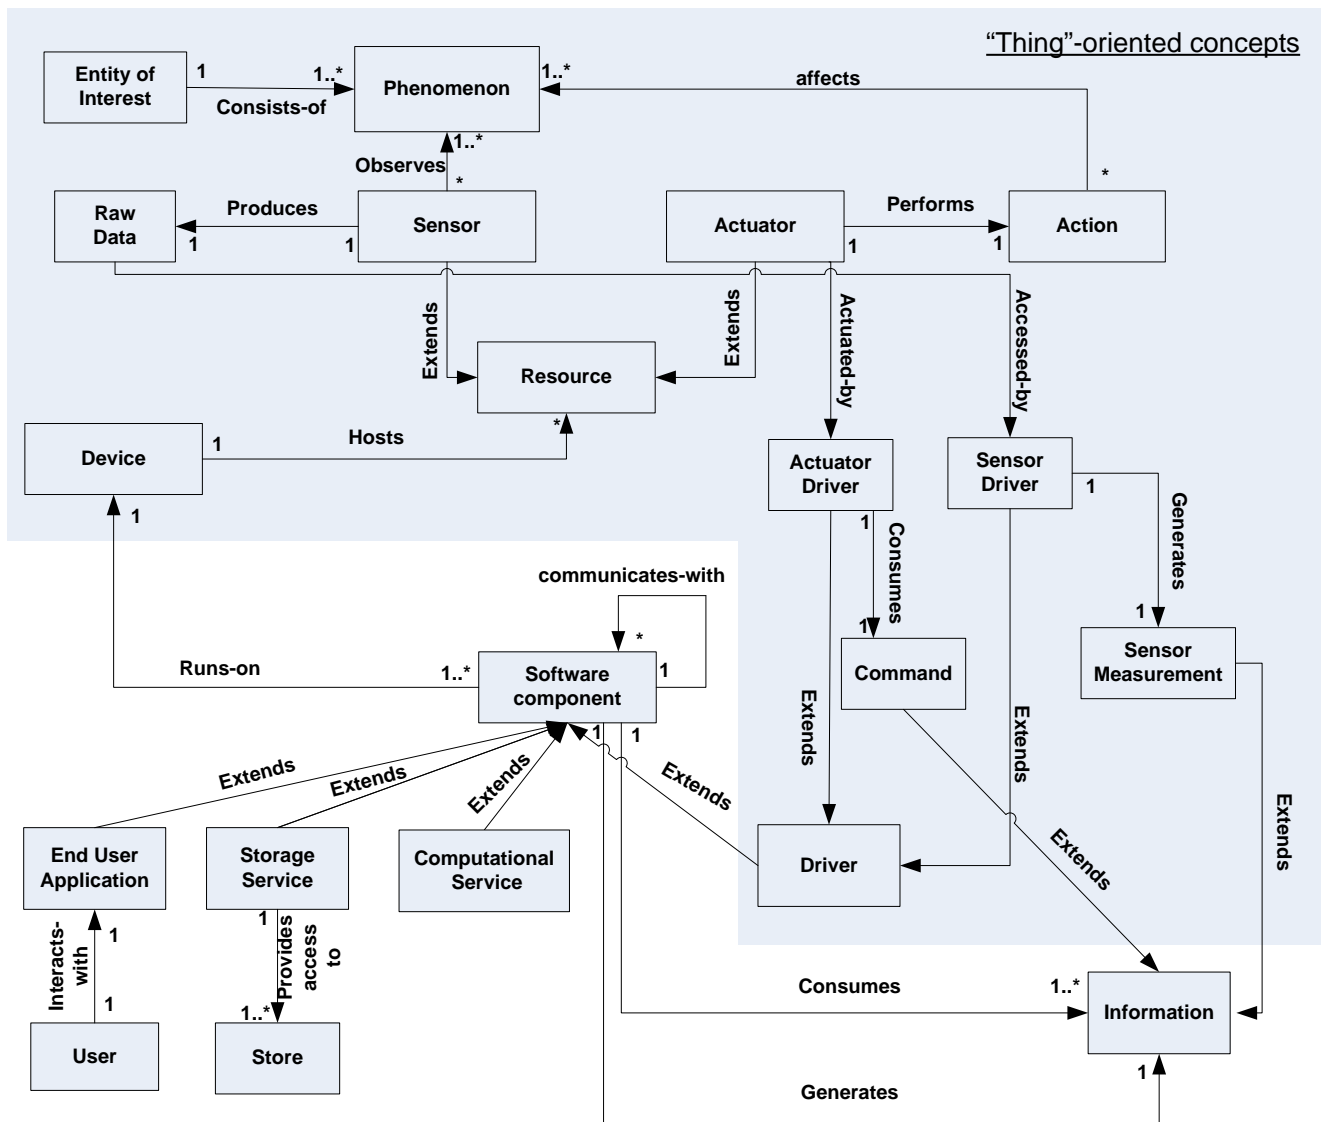 “Thing”-oriented concepts
Entity of
Interest
1
1..*
Consists-of
Phenomenon
1..*
affects
1..*
Observes
*
*
Raw
Data
Produces
1
1
Sensor
Actuator
Performs
1
1
Action
Extends
Extends
Actuated-by
Accessed-by
Resource
*
Device
1
Hosts
1
Actuator
Driver
Sensor
Driver
1
1
Consumes
Generates
1
1
communicates-with
*
Runs-on
1..*
Software
component
1
Command
Sensor
Measurement
1
1
Extends
Extends
Extends
Extends
Extends
Extends
Extends
Extends
Extends
End User
Application
Storage
Service
Computational
Service
Driver
1
1
Interacts-
with
Provides
access
to
1
1..*
User
Store
Consumes
1..*
Information
Generates
1